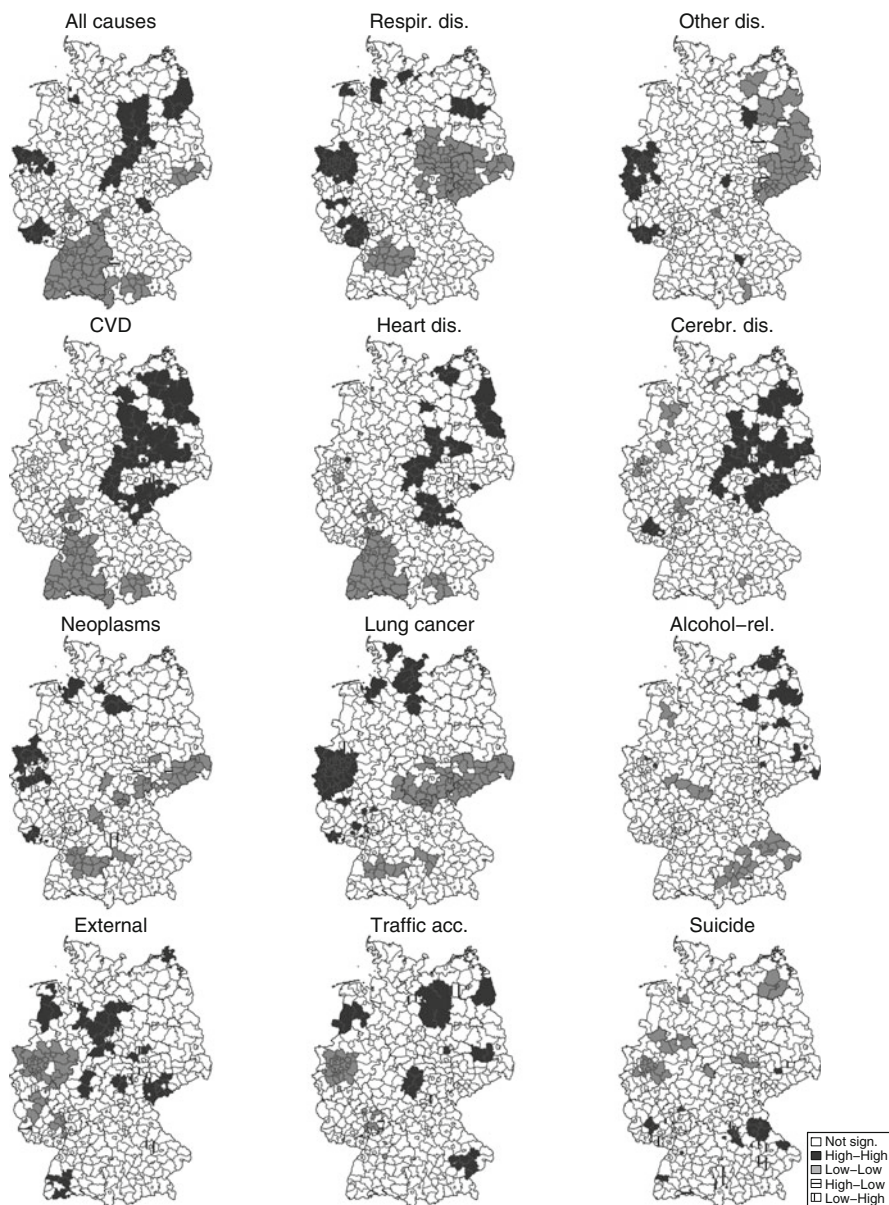 All causes
Respir. dis.
Other dis.
CVD
Heart dis.
Cerebr. dis.
Neoplasms
Lung cancer
Alcohol−rel.
External
Traffic acc.
Suicide
Not sign.
High−High
Low−Low
High−Low
Low−High